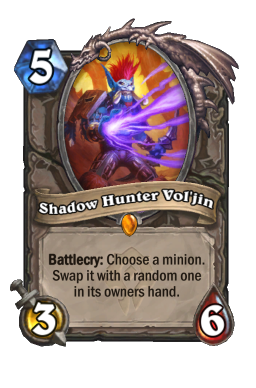 5
Shadow Hunter Vol'jin
Battlecry: Choose a minion.
Swap it with a random one
in its owners hand.
3
6